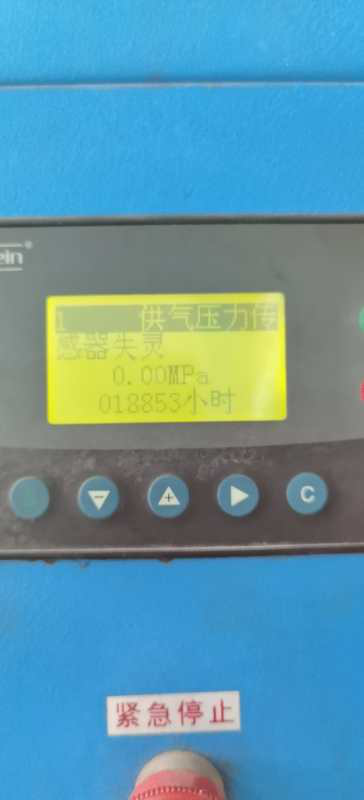 ein®
1 供气压力传
感器失灵
0.00MPa
018853小时
C
紧急停止